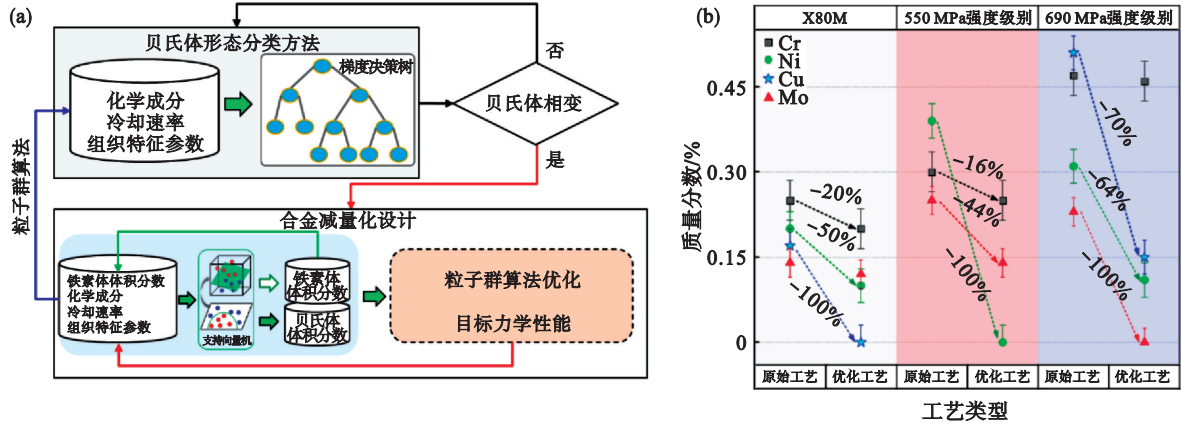 (a)
贝氏体形态分类方法
化学成分
冷却速率
组织特征参数
梯度决策树
否
贝氏体相变
是
粒子群算法
合金减量化设计
铁素体体积分数
化学成分
冷却速率
组织特征参数
支持向量机
铁素体
体积分数
贝氏体
体积分数
粒子群算法优化
目标力学性能
(b)
X80M
550 MPa强度级别
690 MPa强度级别
Cr
Ni
Cu
Mo
质量分数/%
0.45
0.30
0.15
0
−20%
−50%
−100%
−16%
−44%
−100%
−70%
−64%
−100%
原始工艺
优化工艺
原始工艺
优化工艺
原始工艺
优化工艺
工艺类型